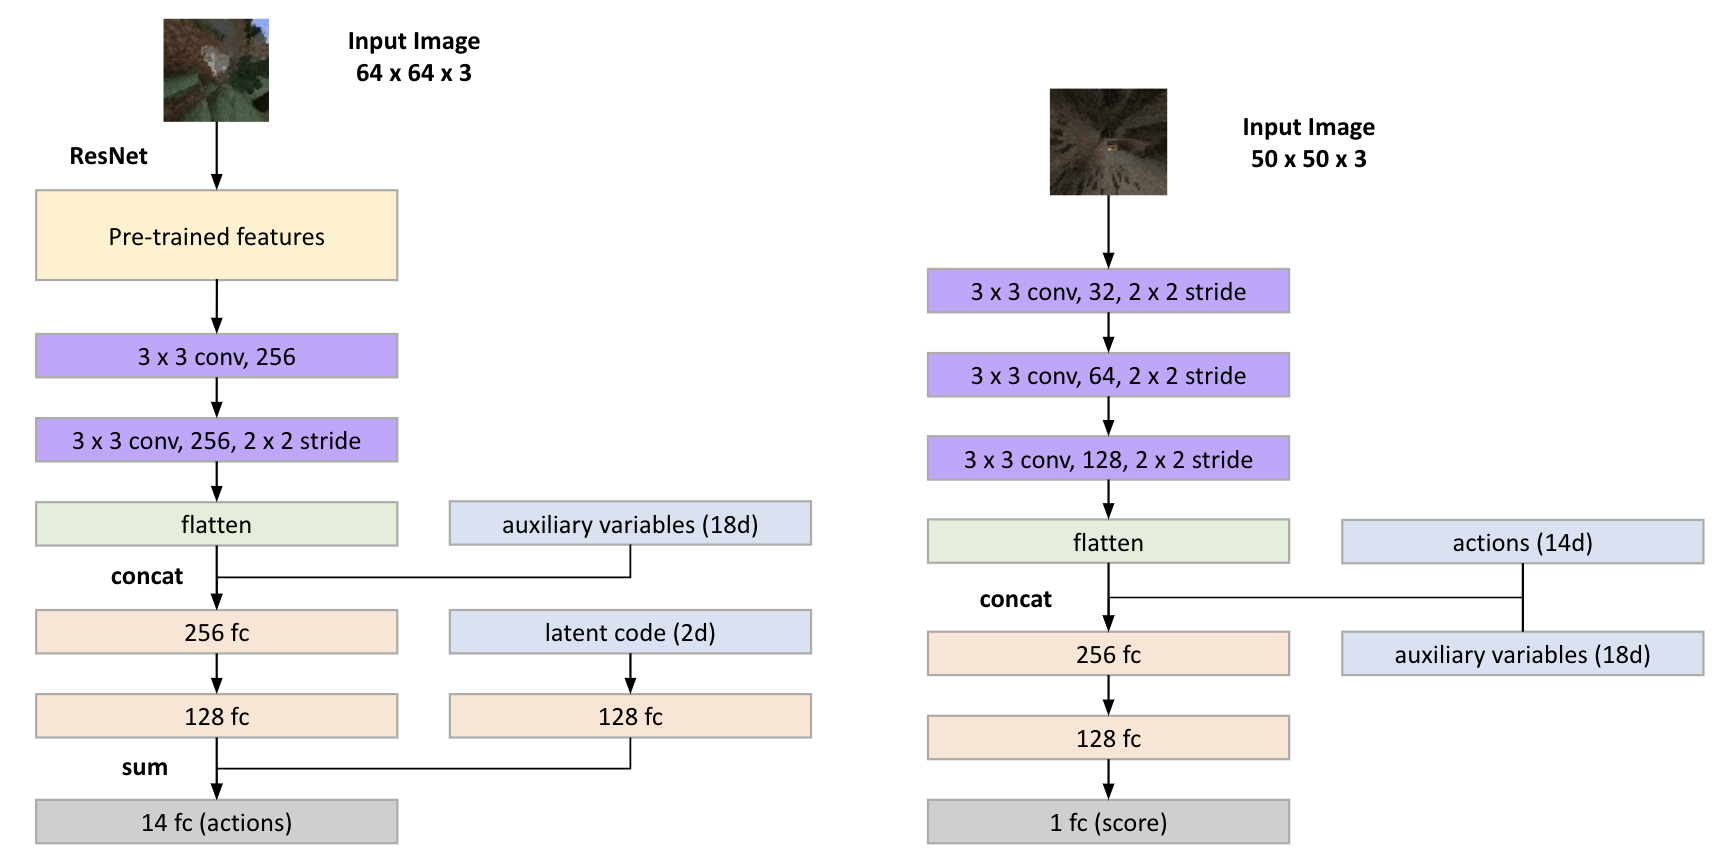 Input Image
64 x 64 x 3
ResNet
Pre-trained features
3 x 3 conv, 256
3 x 3 conv, 256, 2 x 2 stride
flatten
auxiliary variables (18d)
concat
256 fc
latent code (2d)
128 fc
128 fc
sum
14 fc (actions)
Input Image
50 x 50 x 3
3 x 3 conv, 32, 2 x 2 stride
3 x 3 conv, 64, 2 x 2 stride
3 x 3 conv, 128, 2 x 2 stride
flatten
actions (14d)
concat
256 fc
auxiliary variables (18d)
128 fc
1 fc (score)